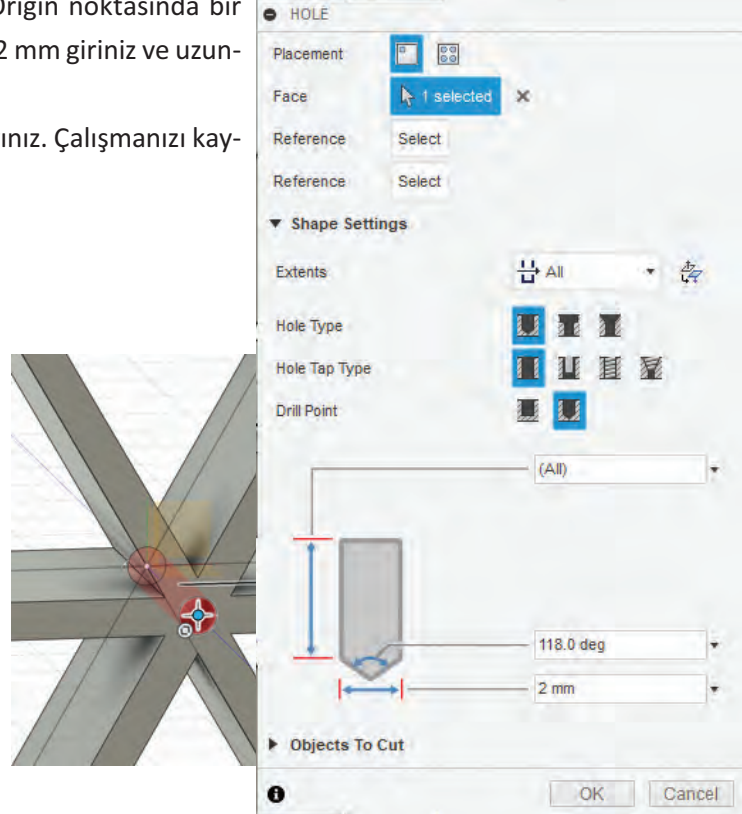 Origin noktasında bir
2 mm giriniz ve uzun-
ınız. Çalışmanızı kay-
HOLE
Placement
Face 1 selected
Reference Select
Reference Select
Shape Settings
Extents All
Hole Type
Hole Tap Type
Drill Point
(All)
118.0 deg
2 mm
Objects To Cut
OK Cancel